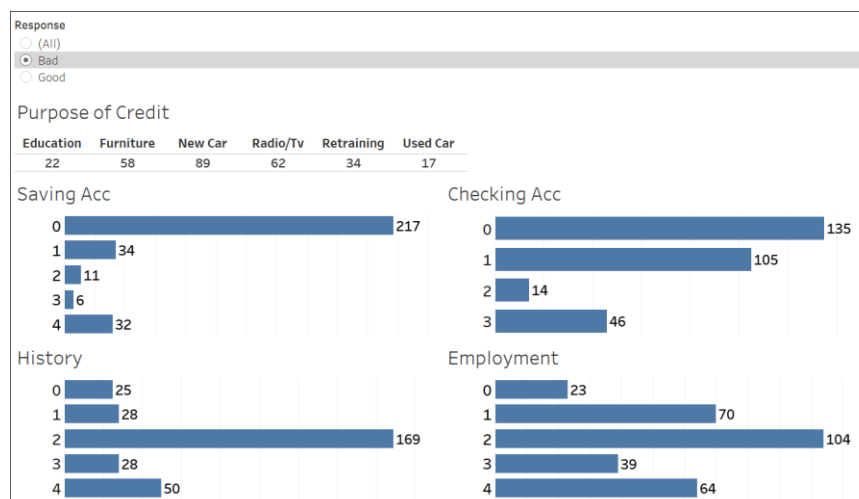 Response
(All)
Bad
Good
Purpose of Credit
Education Furniture New Car Radio/Tv Retraining Used Car
22 58 89 62 34 17
Saving Acc
0 217
1 34
2 11
3 6
4 32
Checking Acc
0 135
1 105
2 14
3 46
History
0 25
1 28
2 169
3 28
4 50
Employment
0 23
1 70
2 104
3 39
4 64